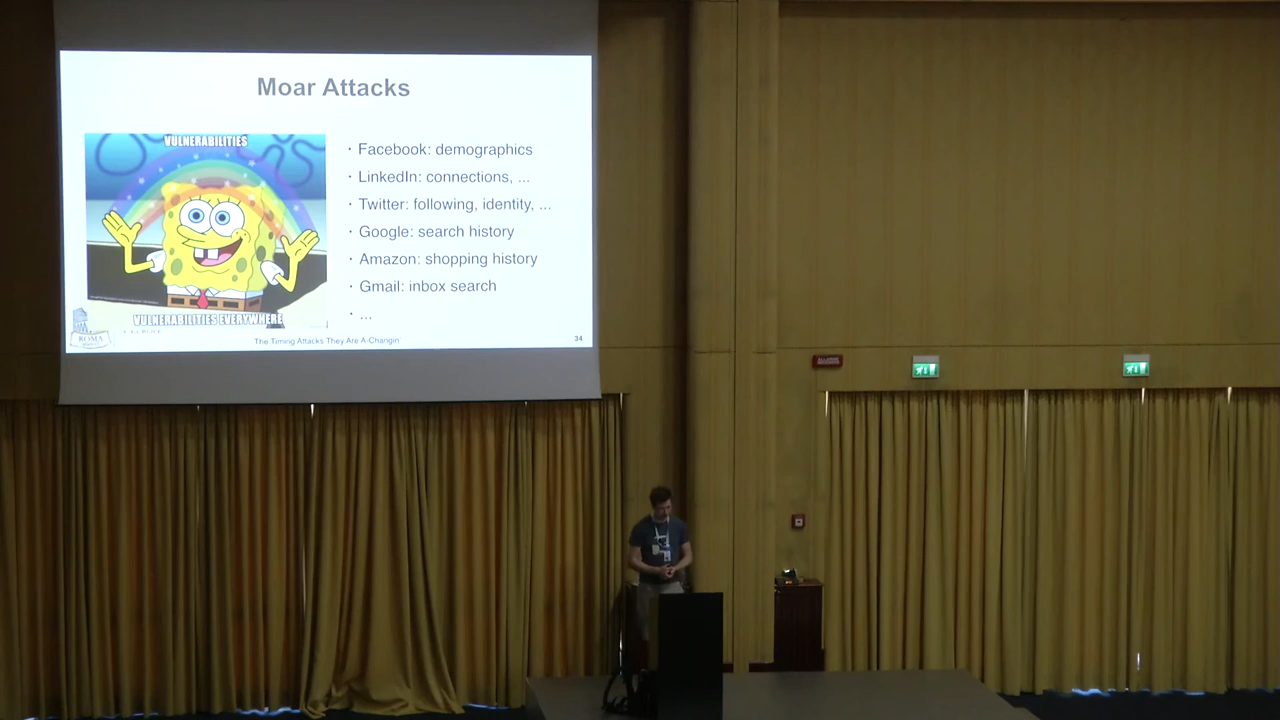 Moar Attacks
VULNERABILITIES
VULNERABILITIES EVERYWHERE
· Facebook: demographics
· LinkedIn: connections, ...
· Twitter: following, identity, ...
· Google: search history
· Amazon: shopping history
· Gmail: inbox search
· ...
ROMA
The Timing Attacks They Are A-Changin'
34